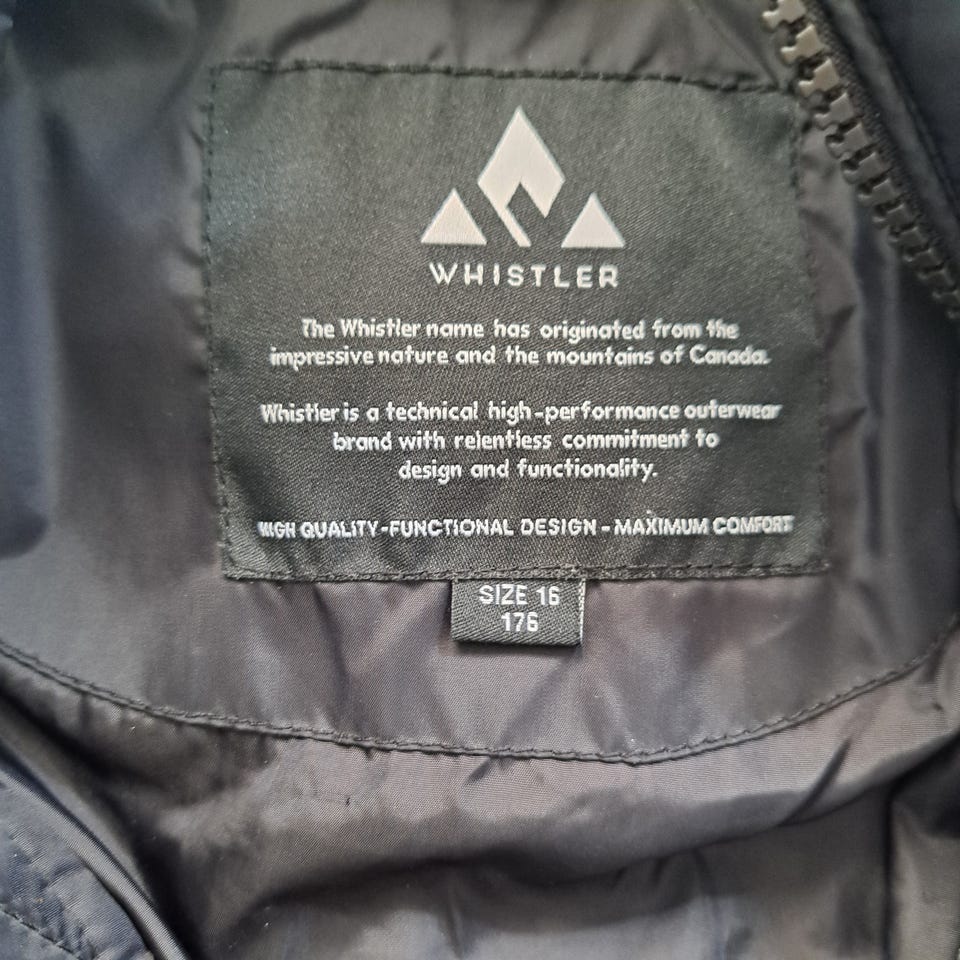 WHISTLER
The Whistler name has originated from the
impressive nature and the mountains of Canada.
Whistler is a technical high-performance outerwear
brand with relentless commitment to
design and functionality.
HIGH QUALITY-FUNCTIONAL DESIGN - MAXIMUM COMFORT
SIZE 16
176